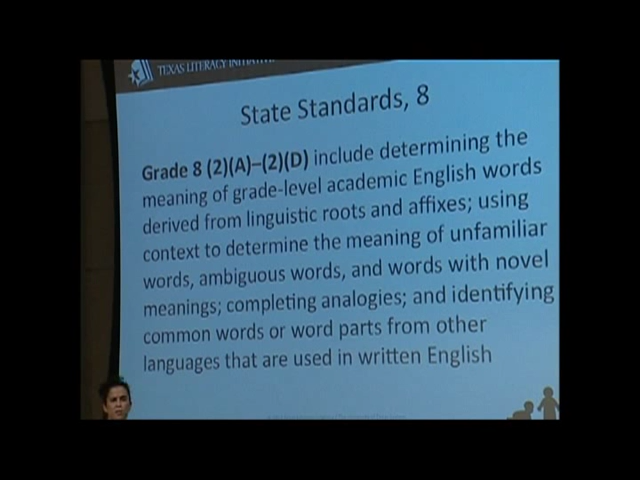 TEXAS LITERACY INITIATIVE
State Standards, 8
Grade 8 (2)(A)–(2)(D) include determining the
meaning of grade-level academic English words
derived from linguistic roots and affixes; using
context to determine the meaning of unfamiliar
words, ambiguous words, and words with novel
meanings; completing analogies; and identifying
common words or word parts from other
languages that are used in written English